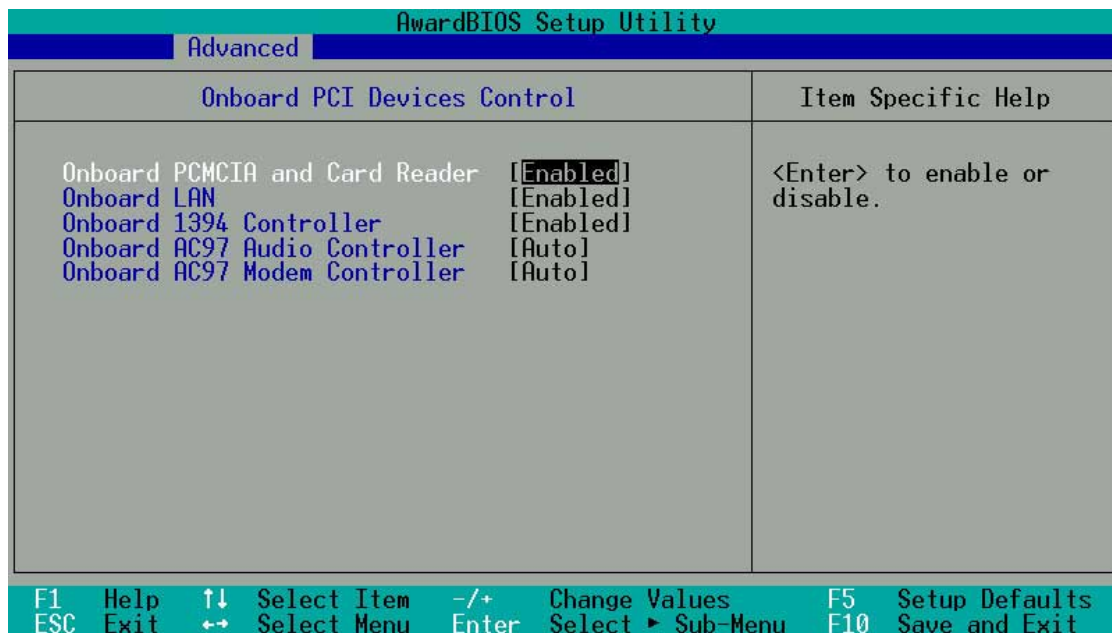 AwardBIOS Setup Utility
Advanced
Onboard PCI Devices Control
Item Specific Help
Onboard PCMCIA and Card Reader [Enabled]
Onboard LAN [Enabled]
Onboard 1394 Controller [Enabled]
Onboard AC97 Audio Controller [Auto]
Onboard AC97 Modem Controller [Auto]
<Enter> to enable or
disable.
F1 Help ↑↓ Select Item -/+ Change Values F5 Setup Defaults
ESC Exit ←→ Select Menu Enter Select ► Sub-Menu F10 Save and Exit